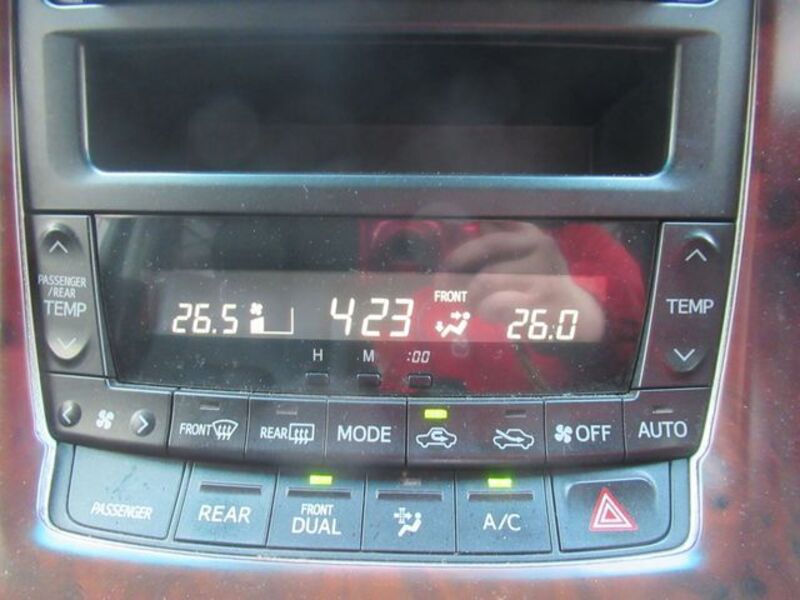 PASSENGER
/REAR
TEMP
26.5
423
FRONT
26.0
TEMP
H M :00
FRONT
REAR
MODE
OFF
AUTO
PASSENGER
REAR
FRONT
DUAL
A/C